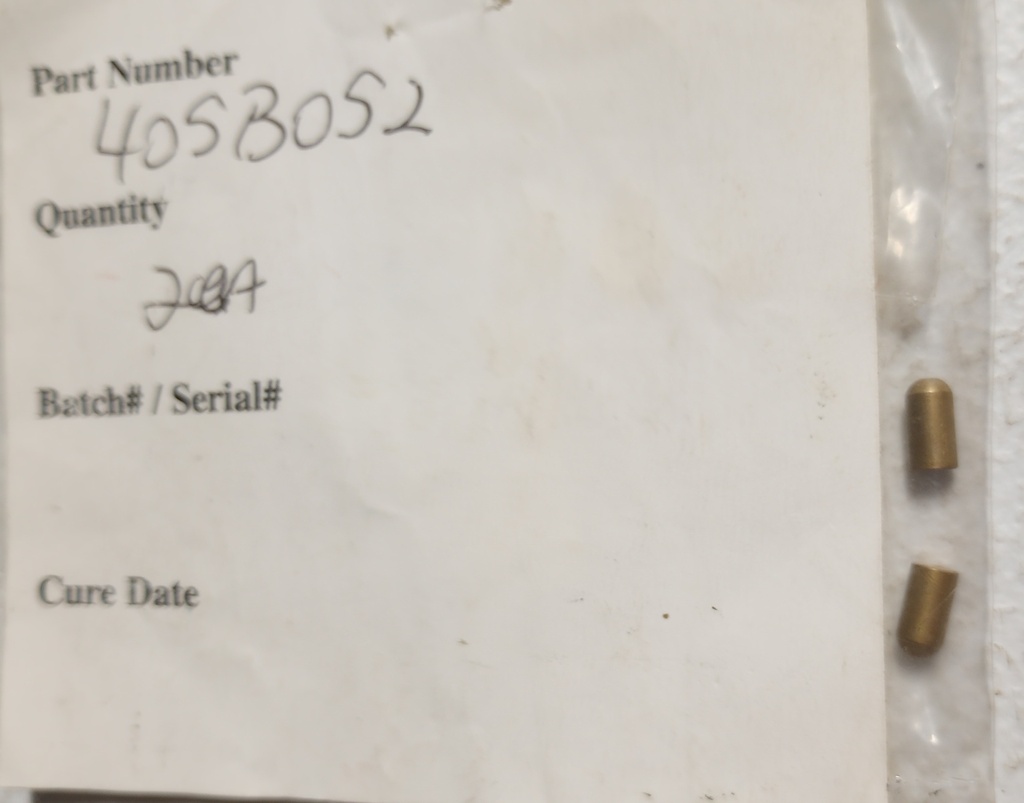 Part Number
405B052
Quantity
Batch# / Serial#
Cure Date